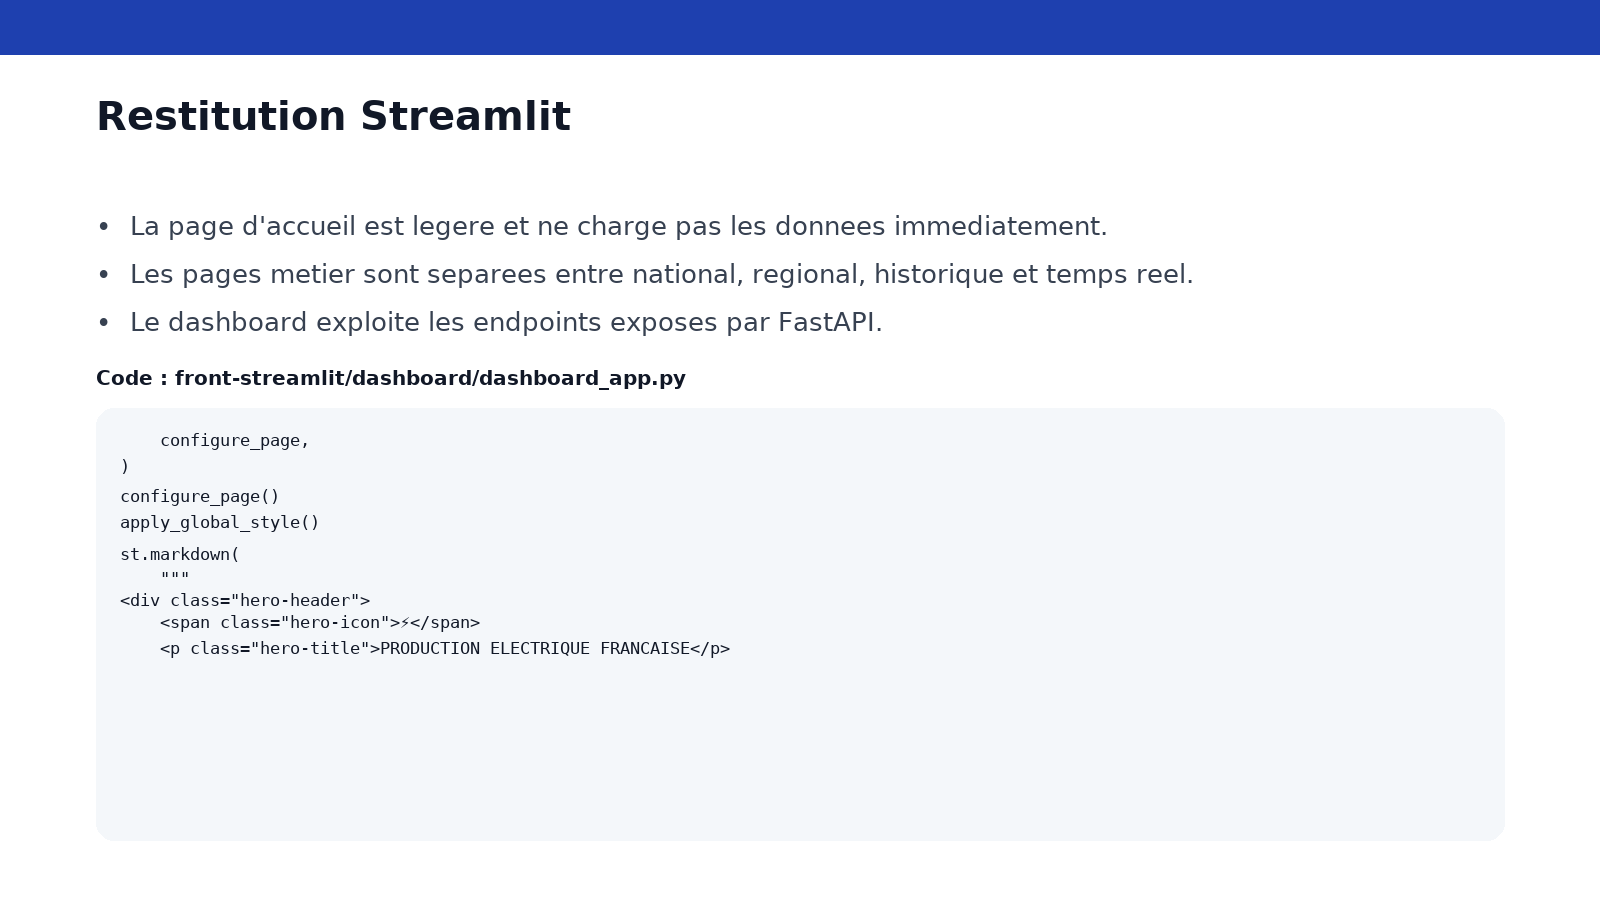 Restitution Streamlit
• La page d'accueil est legere et ne charge pas les donnees immediatement.
• Les pages metier sont separees entre national, regional, historique et temps reel.
• Le dashboard exploite les endpoints exposes par FastAPI.
Code : front-streamlit/dashboard/dashboard_app.py
    configure_page,
)
configure_page()
apply_global_style()
st.markdown(
    """
<div class="hero-header">
    <span class="hero-icon">⚡</span>
    <p class="hero-title">PRODUCTION ELECTRIQUE FRANCAISE</p>